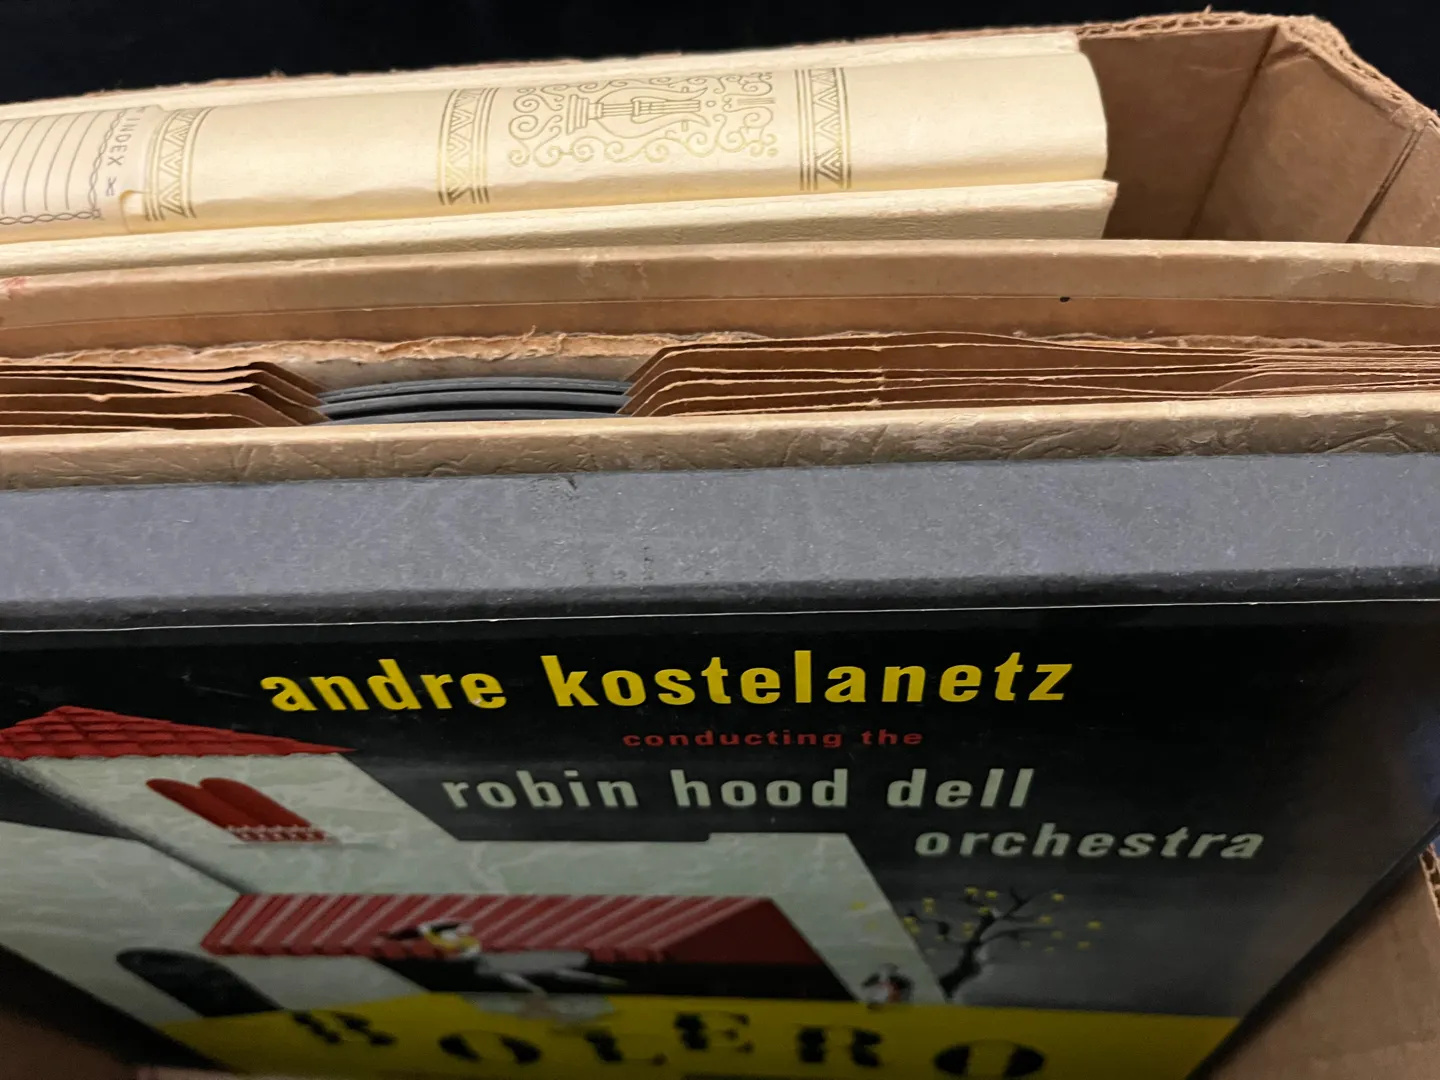 INDEX
andre kostelanetz
conducting the
robin hood dell
orchestra
BOLERO